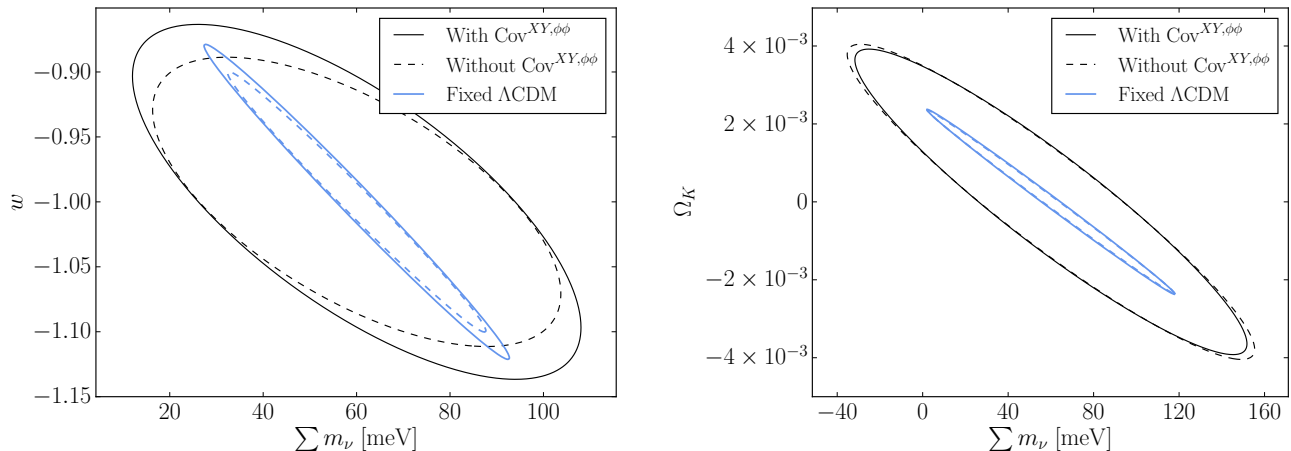 With Cov^{XY,ϕϕ}
Without Cov^{XY,ϕϕ}
Fixed ΛCDM
−0.90
−0.95
−1.00
−1.05
−1.10
−1.15
w
20 40 60 80 100
∑ m_ν [meV]
With Cov^{XY,ϕϕ}
Without Cov^{XY,ϕϕ}
Fixed ΛCDM
4 × 10⁻³
2 × 10⁻³
0
−2 × 10⁻³
−4 × 10⁻³
Ω_K
−40 0 40 80 120 160
∑ m_ν [meV]